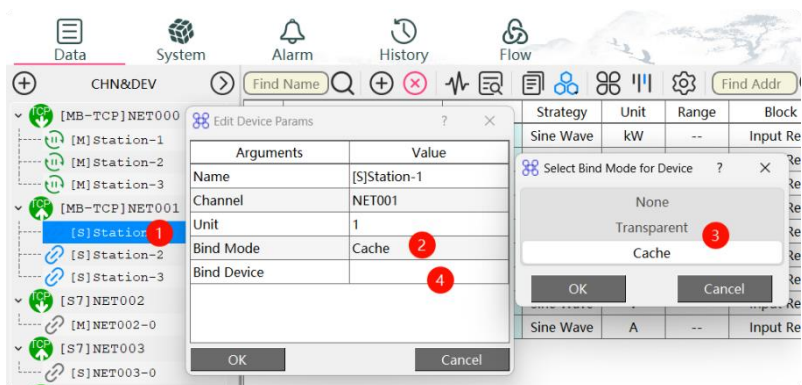 Data System Alarm History Flow
CHN&DEV Find Name Find Addr
[MB-TCP]NET000
[M]Station-1
[M]Station-2
[M]Station-3
[MB-TCP]NET001
[S]Station
[S]Station-2
[S]Station-3
[S7]NET002
[M]NET002-0
[S7]NET003
[S]NET003-0
TCP
TCP
TCP
TCP
1
Edit Device Params ? ×
Arguments Value
Name [S]Station-1
Channel NET001
Unit 1
Bind Mode Cache 2
Bind Device 4
OK Cancel
Strategy Unit Range Block
Sine Wave kW -- Input Re
Select Bind Mode for Device ? ×
None
Transparent 3
Cache
OK Cancel
Sine Wave A -- Input Re